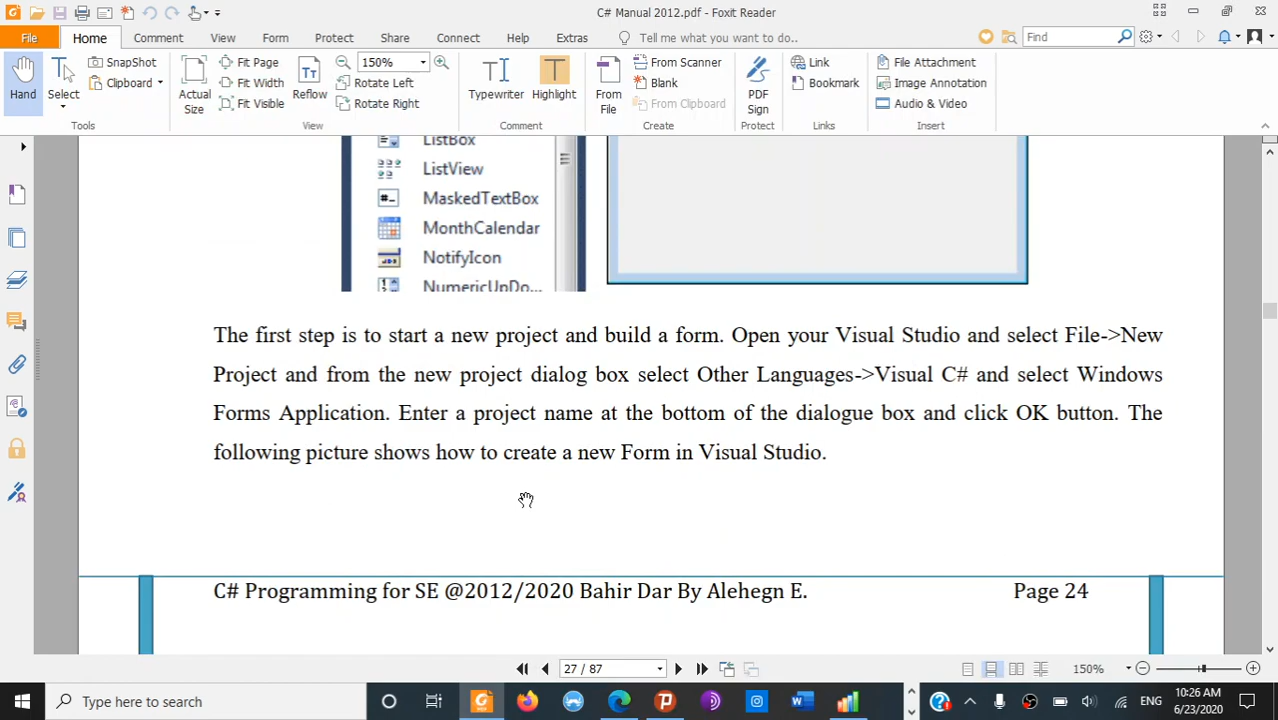 C# Manual 2012.pdf - Foxit Reader
File Home Comment View Form Protect Share Connect Help Extras Tell me what you want to do... Find
Hand
Select
SnapShot
Clipboard
Tools
Actual Size
Fit Page
Fit Width
Fit Visible
Reflow
150%
Rotate Left
Rotate Right
View
Typewriter
Highlight
Comment
From File
From Scanner
Blank
From Clipboard
Create
PDF Sign
Protect
Link
Bookmark
Links
File Attachment
Image Annotation
Audio & Video
Insert
ListBox
ListView
MaskedTextBox
MonthCalendar
NotifyIcon
NumericUpDo...
The first step is to start a new project and build a form. Open your Visual Studio and select File->New
Project and from the new project dialog box select Other Languages->Visual C# and select Windows
Forms Application. Enter a project name at the bottom of the dialogue box and click OK button. The
following picture shows how to create a new Form in Visual Studio.
C# Programming for SE @2012/2020 Bahir Dar By Alehegn E. Page 24
27 / 87
150%
Type here to search
ENG
10:26 AM
6/23/2020